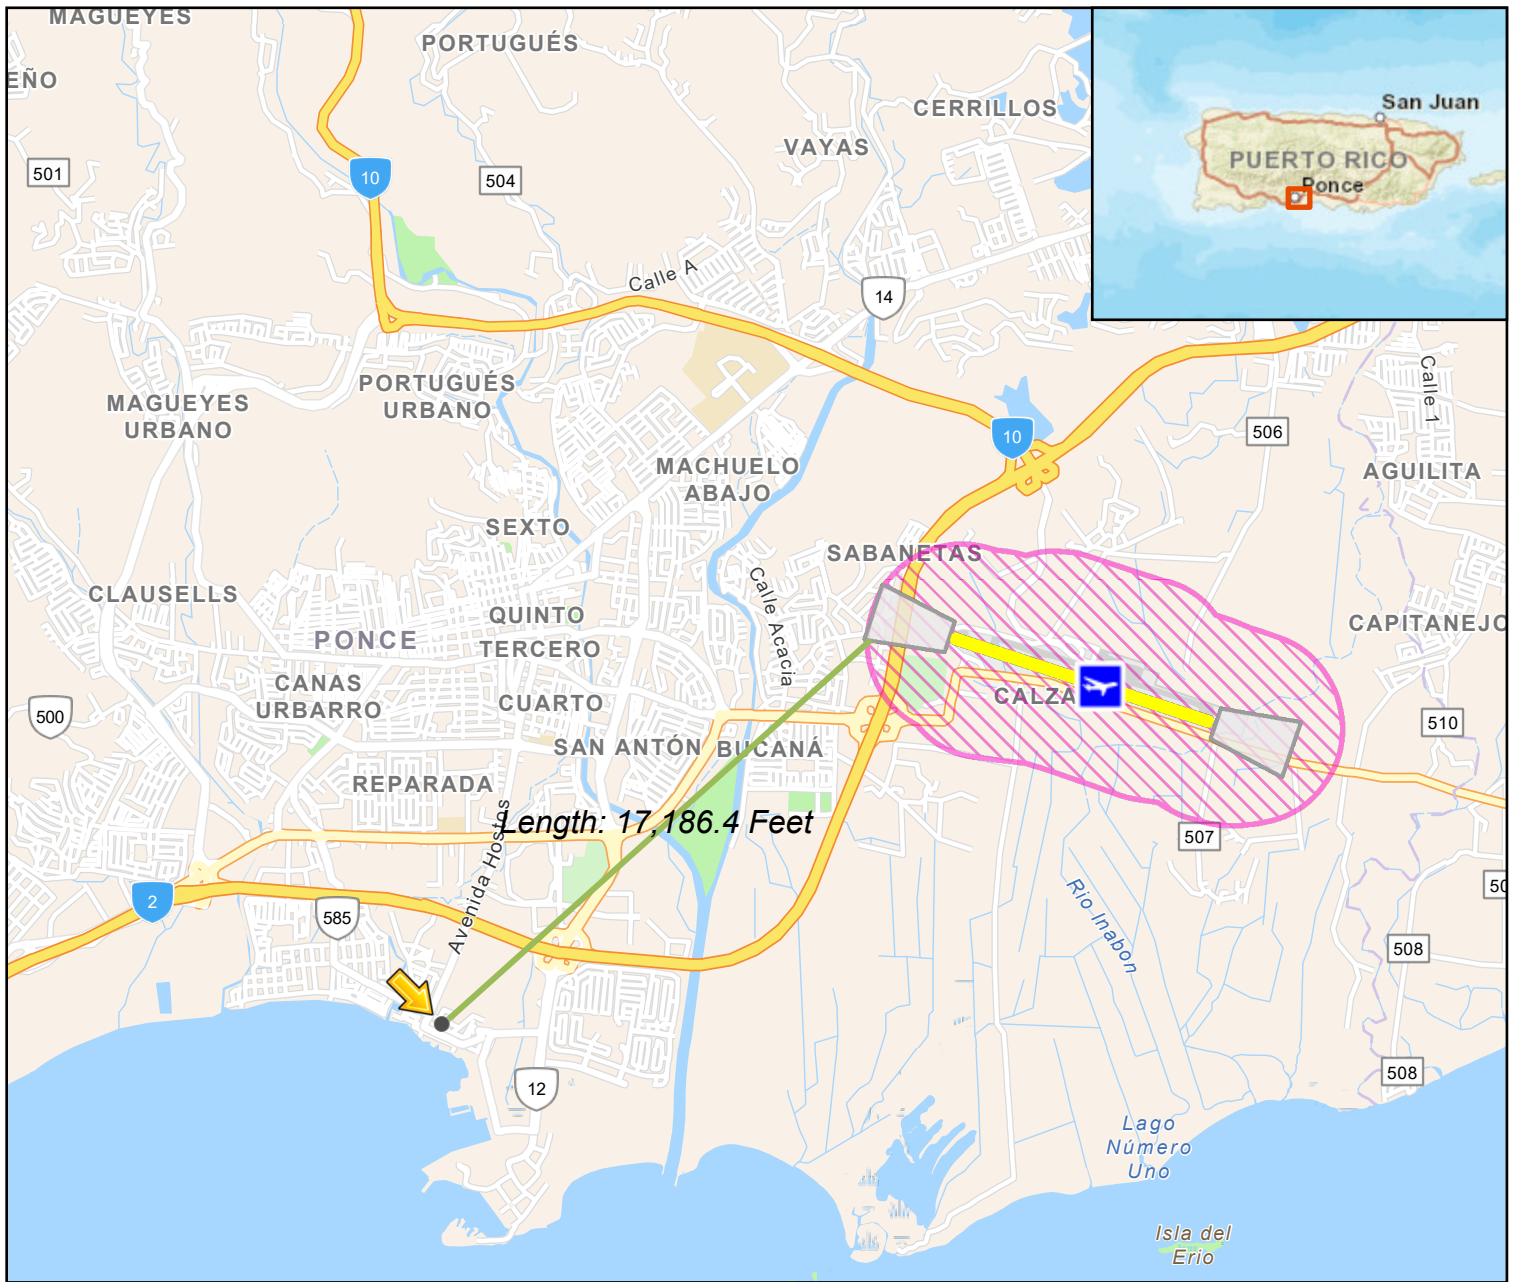 MAGUEYES
PORTUGUÉS
EÑO
CERRILLOS
San Juan
VAYAS
501
10
504
PUERTO RICO
Ponce
Calle A
14
PORTUGUÉS
URBANO
MAGUEYES
URBANO
Calle 1
506
10
MACHUELO
ABAJO
AGUILITA
SEXTO
SABANETAS
CLAUSELLS
QUINTO
Calle Acacia
CAPITANEJO
PONCE
TERCERO
CANAS
URBARRO
CUARTO
CALZA
500
510
SAN ANTÓN
BUCANÁ
REPARADA
Length: 17,186.4 Feet
507
Avenida Hostos
2
585
50
Rio Inabon
508
12
508
Lago
Número
Uno
Isla del
Erio